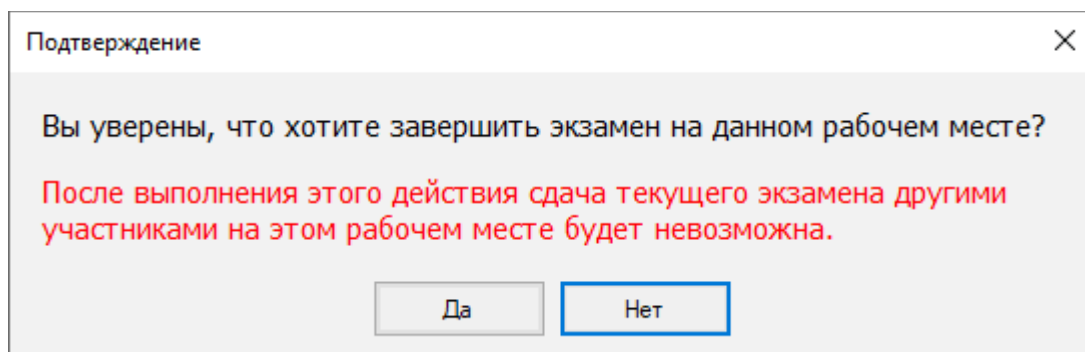 Подтверждение
Вы уверены, что хотите завершить экзамен на данном рабочем месте?
После выполнения этого действия сдача текущего экзамена другими
участниками на этом рабочем месте будет невозможна.
Да Нет